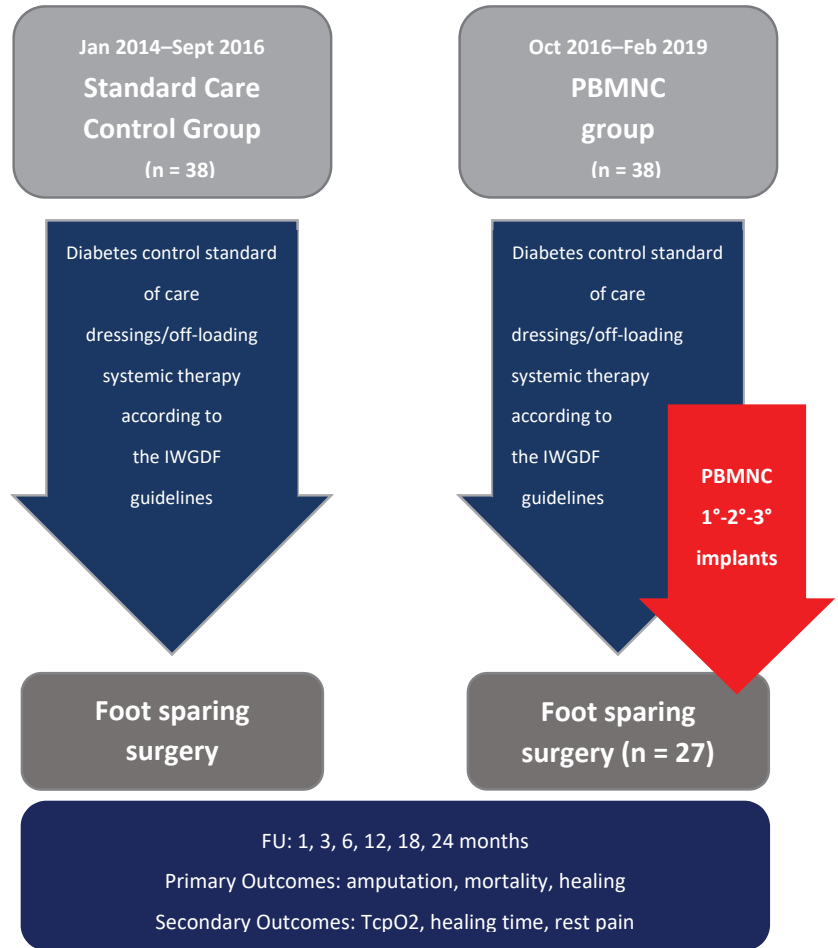 Jan 2014–Sept 2016
Standard Care
Control Group
(n = 38)
Oct 2016–Feb 2019
PBMNC
group
(n = 38)
Diabetes control standard
of care
dressings/off-loading
systemic therapy
according to
the IWGDF
guidelines
Diabetes control standard
of care
dressings/off-loading
systemic therapy
according to
the IWGDF
guidelines
PBMNC
1°-2°-3°
implants
Foot sparing
surgery
Foot sparing
surgery (n = 27)
FU: 1, 3, 6, 12, 18, 24 months
Primary Outcomes: amputation, mortality, healing
Secondary Outcomes: TcpO2, healing time, rest pain